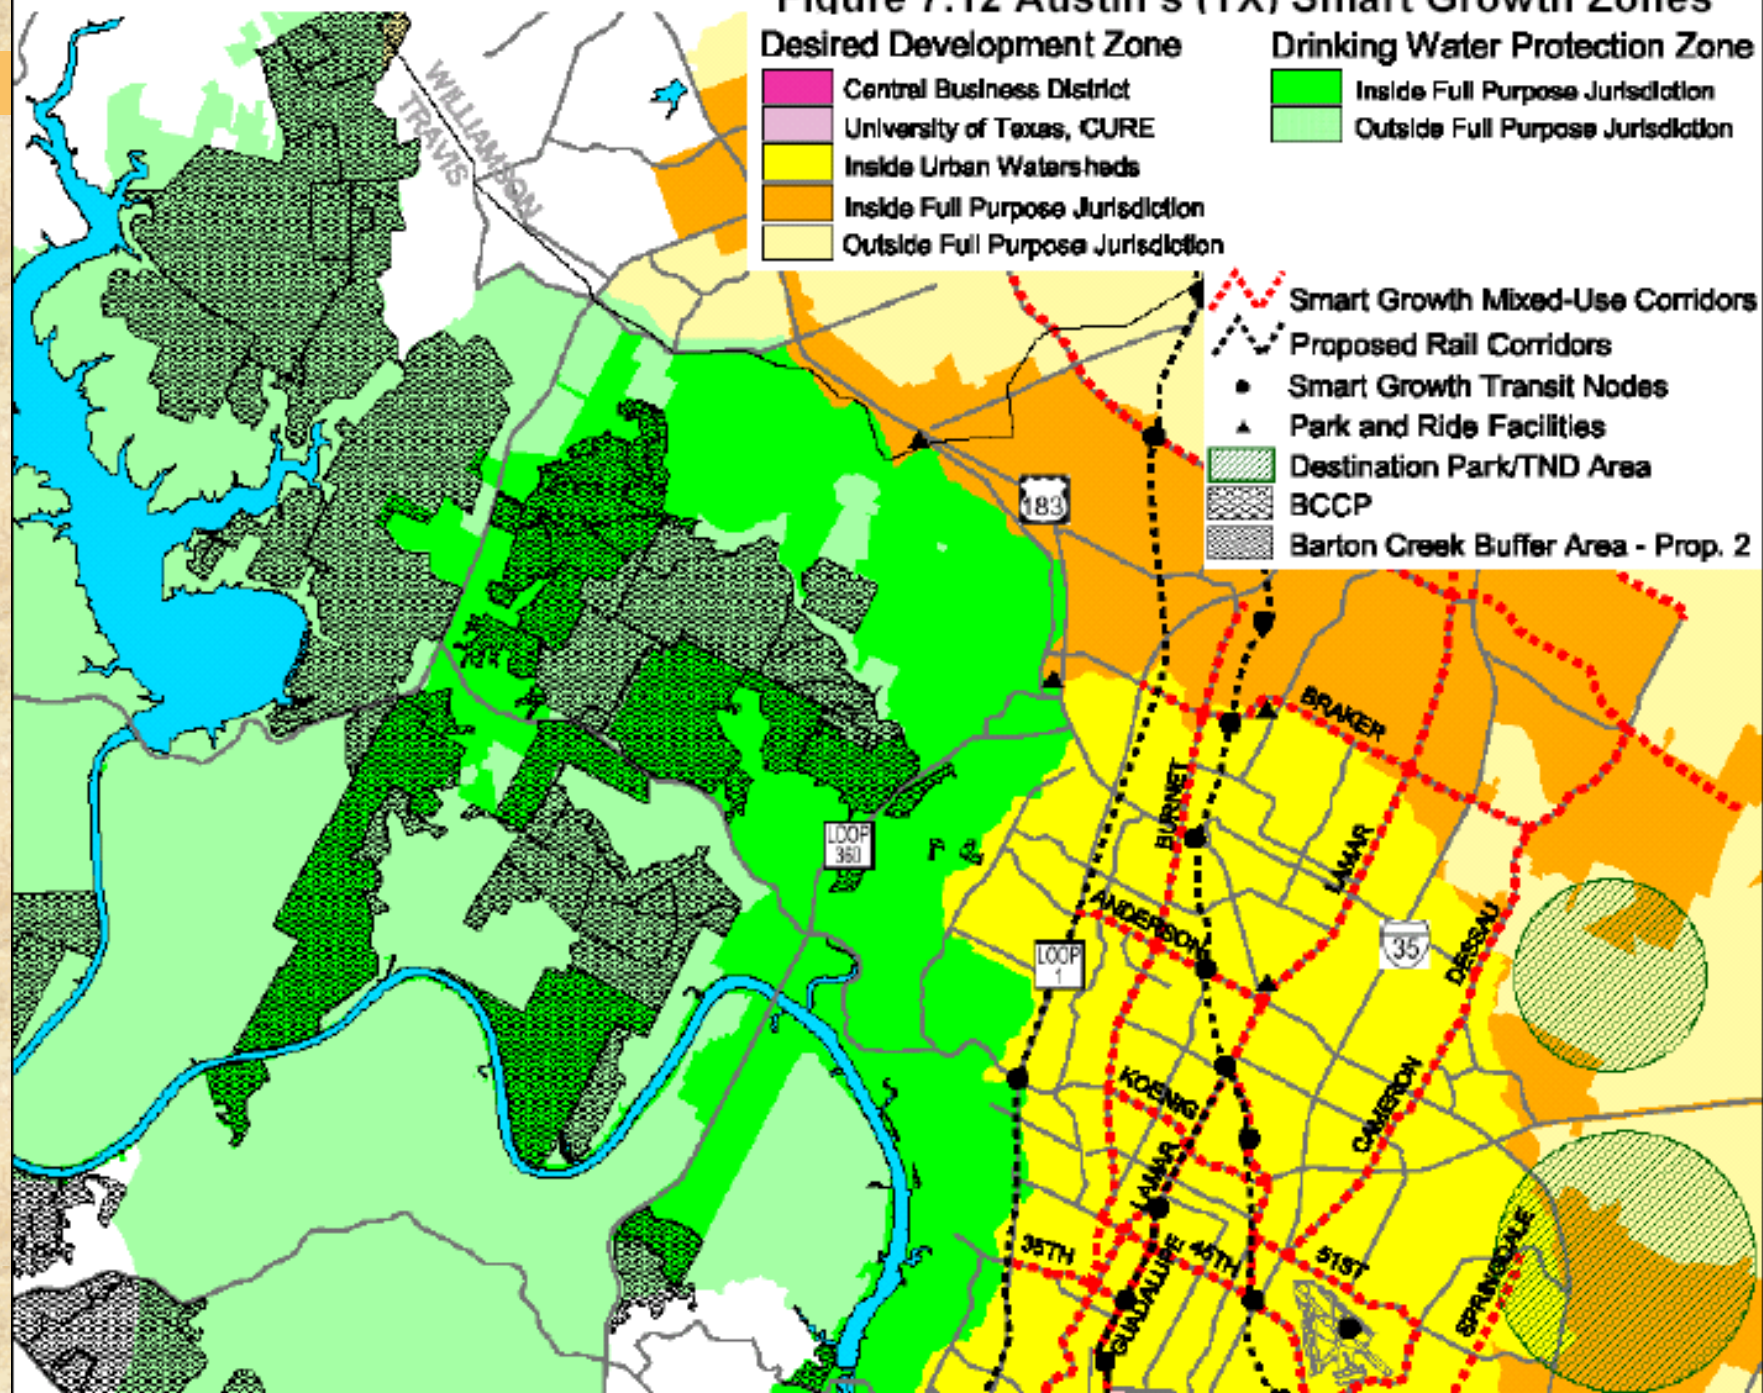 Figure 7.12 Austin's (TX) Smart Growth Zones
Desired Development Zone
Central Business District
University of Texas, CURE
Inside Urban Watersheds
Inside Full Purpose Jurisdiction
Outside Full Purpose Jurisdiction
Drinking Water Protection Zone
Inside Full Purpose Jurisdiction
Outside Full Purpose Jurisdiction
Smart Growth Mixed-Use Corridors
Proposed Rail Corridors
Smart Growth Transit Nodes
Park and Ride Facilities
Destination Park/TND Area
BCCP
Barton Creek Buffer Area - Prop. 2
WILLIAMSON
TRAVIS
183
BRAKER
BURNET
LAMAR
LOOP
360
ANDERSON
LOOP
1
35
DESSAU
KOENIG
CAMERON
LAMAR
35TH
GUADALUPE
45TH
51ST
SPRINGDALE